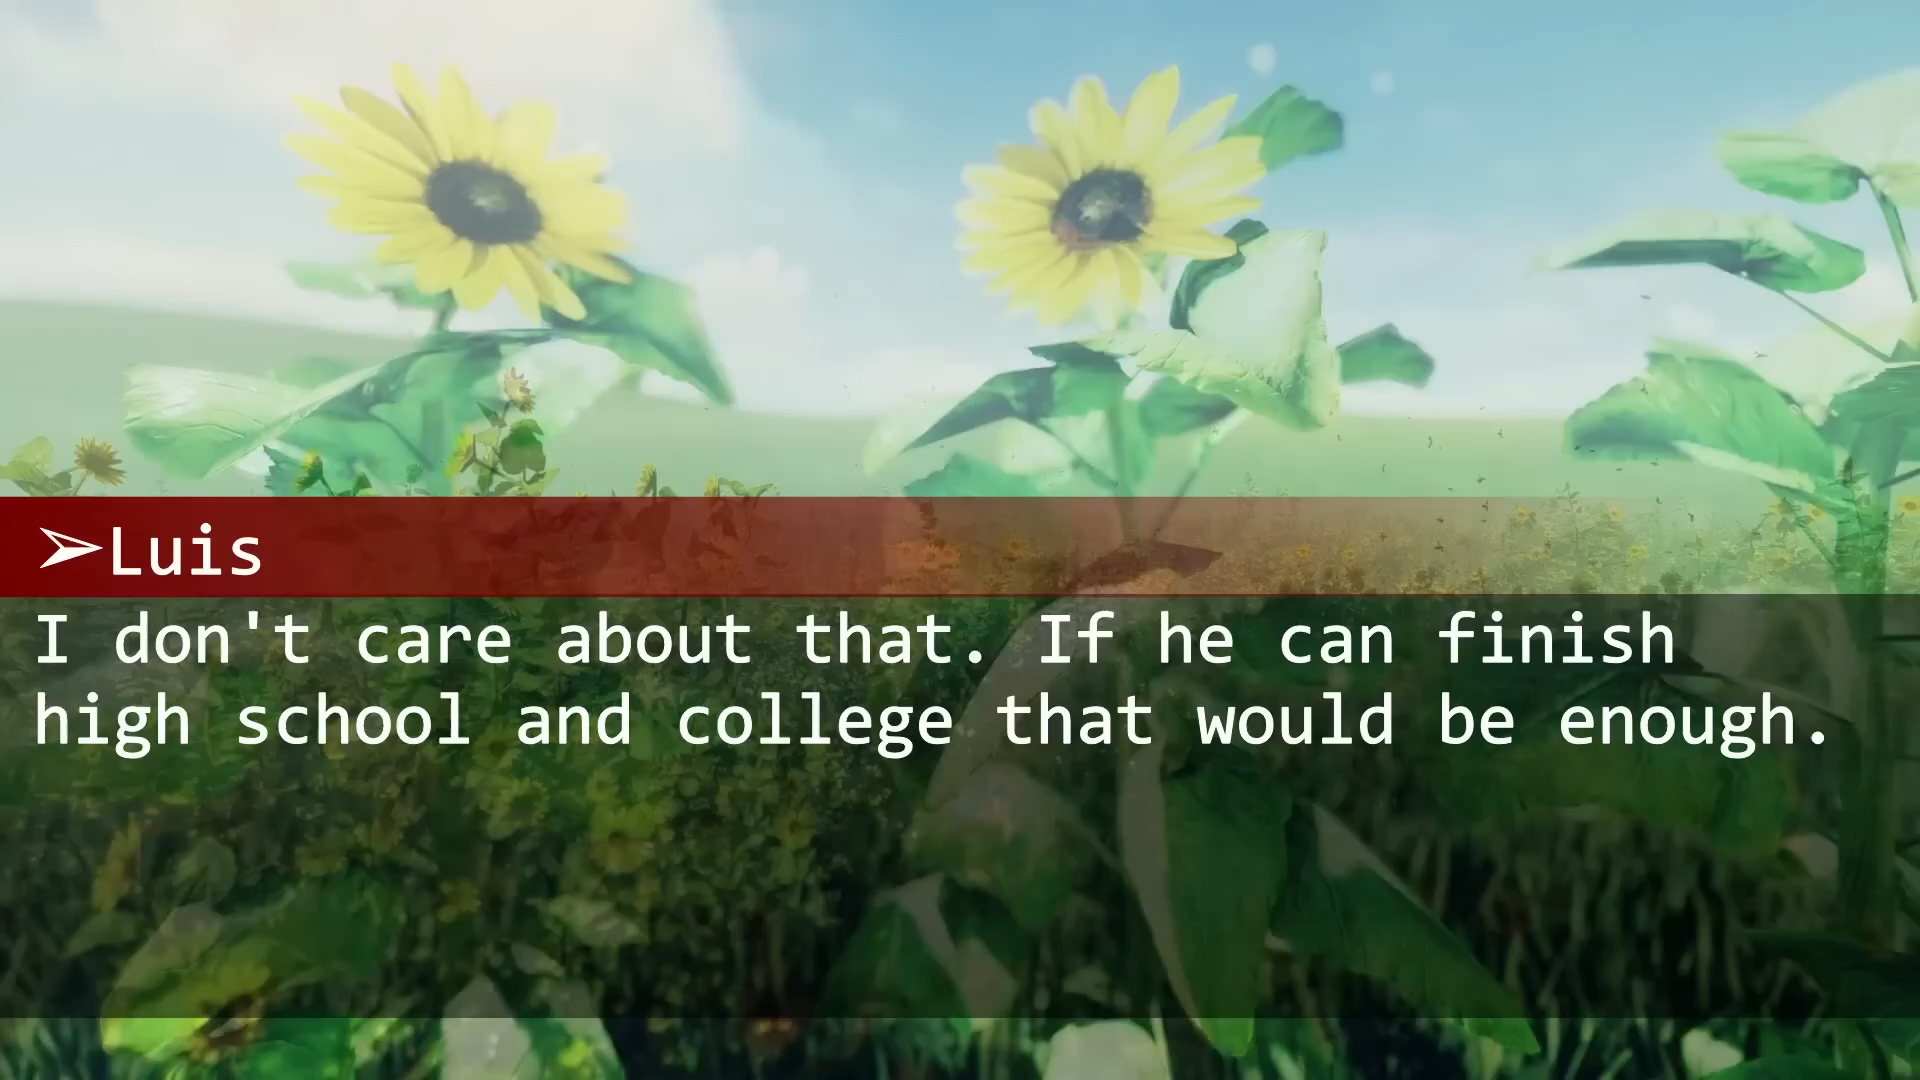 ➢Luis
I don't care about that. If he can finish
high school and college that would be enough.